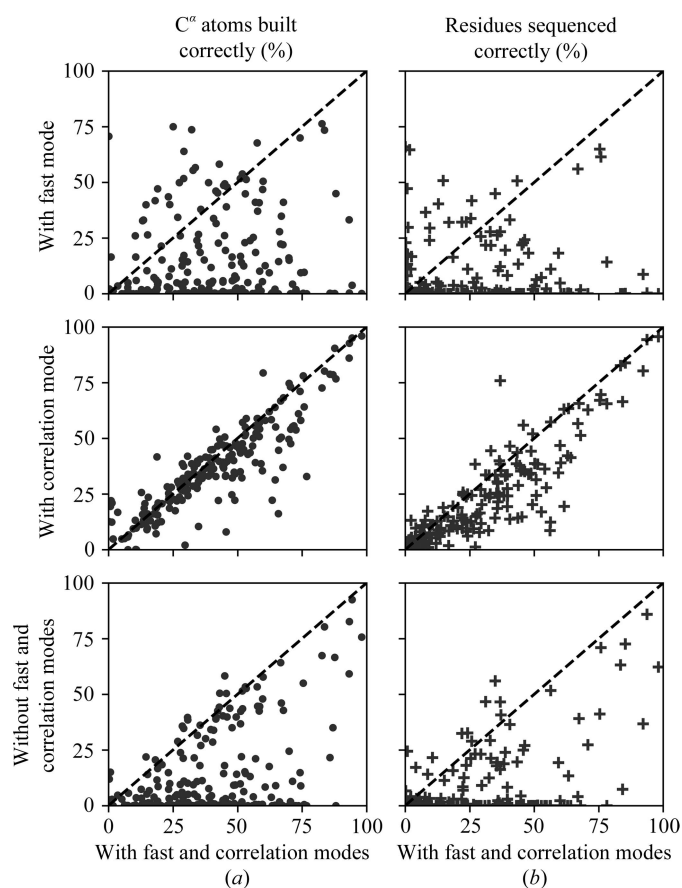 Cα atoms built
correctly (%)
Residues sequenced
correctly (%)
With fast mode
100
75
50
25
0
With correlation mode
100
75
50
25
0
Without fast and
correlation modes
100
75
50
25
0
0 25 50 75 100
0 25 50 75 100
With fast and correlation modes
With fast and correlation modes
(a)
(b)